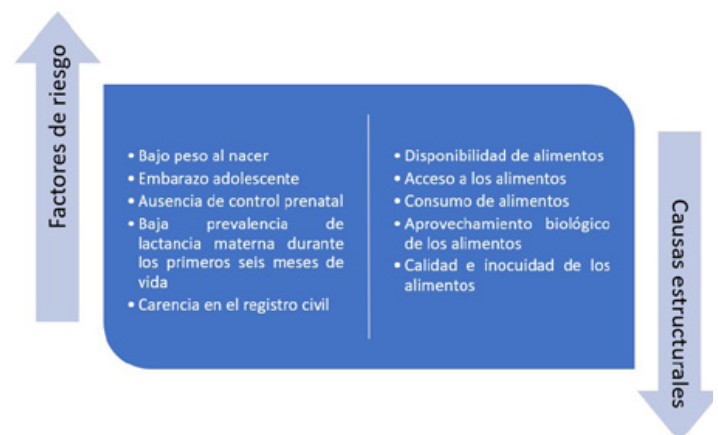 Factores de riesgo
• Bajo peso al nacer
• Embarazo adolescente
• Ausencia de control prenatal
• Baja prevalencia de
lactancia materna durante
los primeros seis meses de
vida
• Carencia en el registro civil
• Disponibilidad de alimentos
• Acceso a los alimentos
• Consumo de alimentos
• Aprovechamiento biológico
de los alimentos
• Calidad e inocuidad de los
alimentos
Causas estructurales